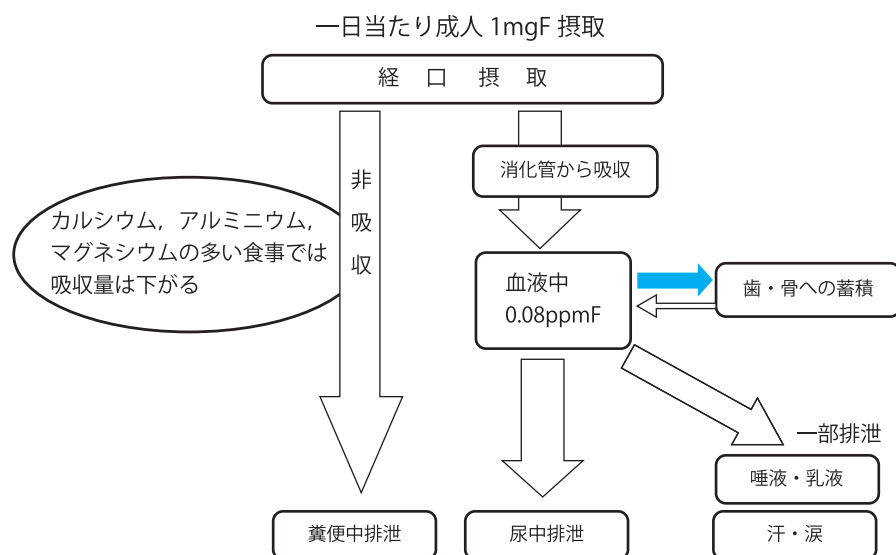 一日当たり成人 1mgF 摂取
経口摂取
非吸収
消化管から吸収
カルシウム，アルミニウム，
マグネシウムの多い食事では
吸収量は下がる
血液中
0.08ppmF
歯・骨への蓄積
一部排泄
唾液・乳液
糞便中排泄
尿中排泄
汗・涙